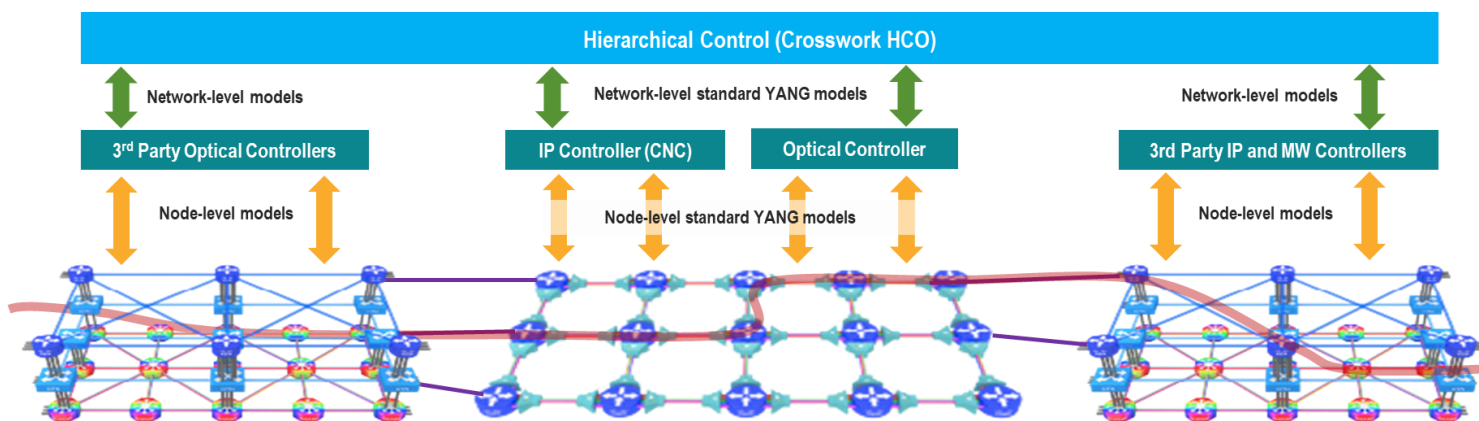 Hierarchical Control (Crosswork HCO)
Network-level models
Network-level standard YANG models
Network-level models
3rd Party Optical Controllers
IP Controller (CNC)
Optical Controller
3rd Party IP and MW Controllers
Node-level models
Node-level standard YANG models
Node-level models